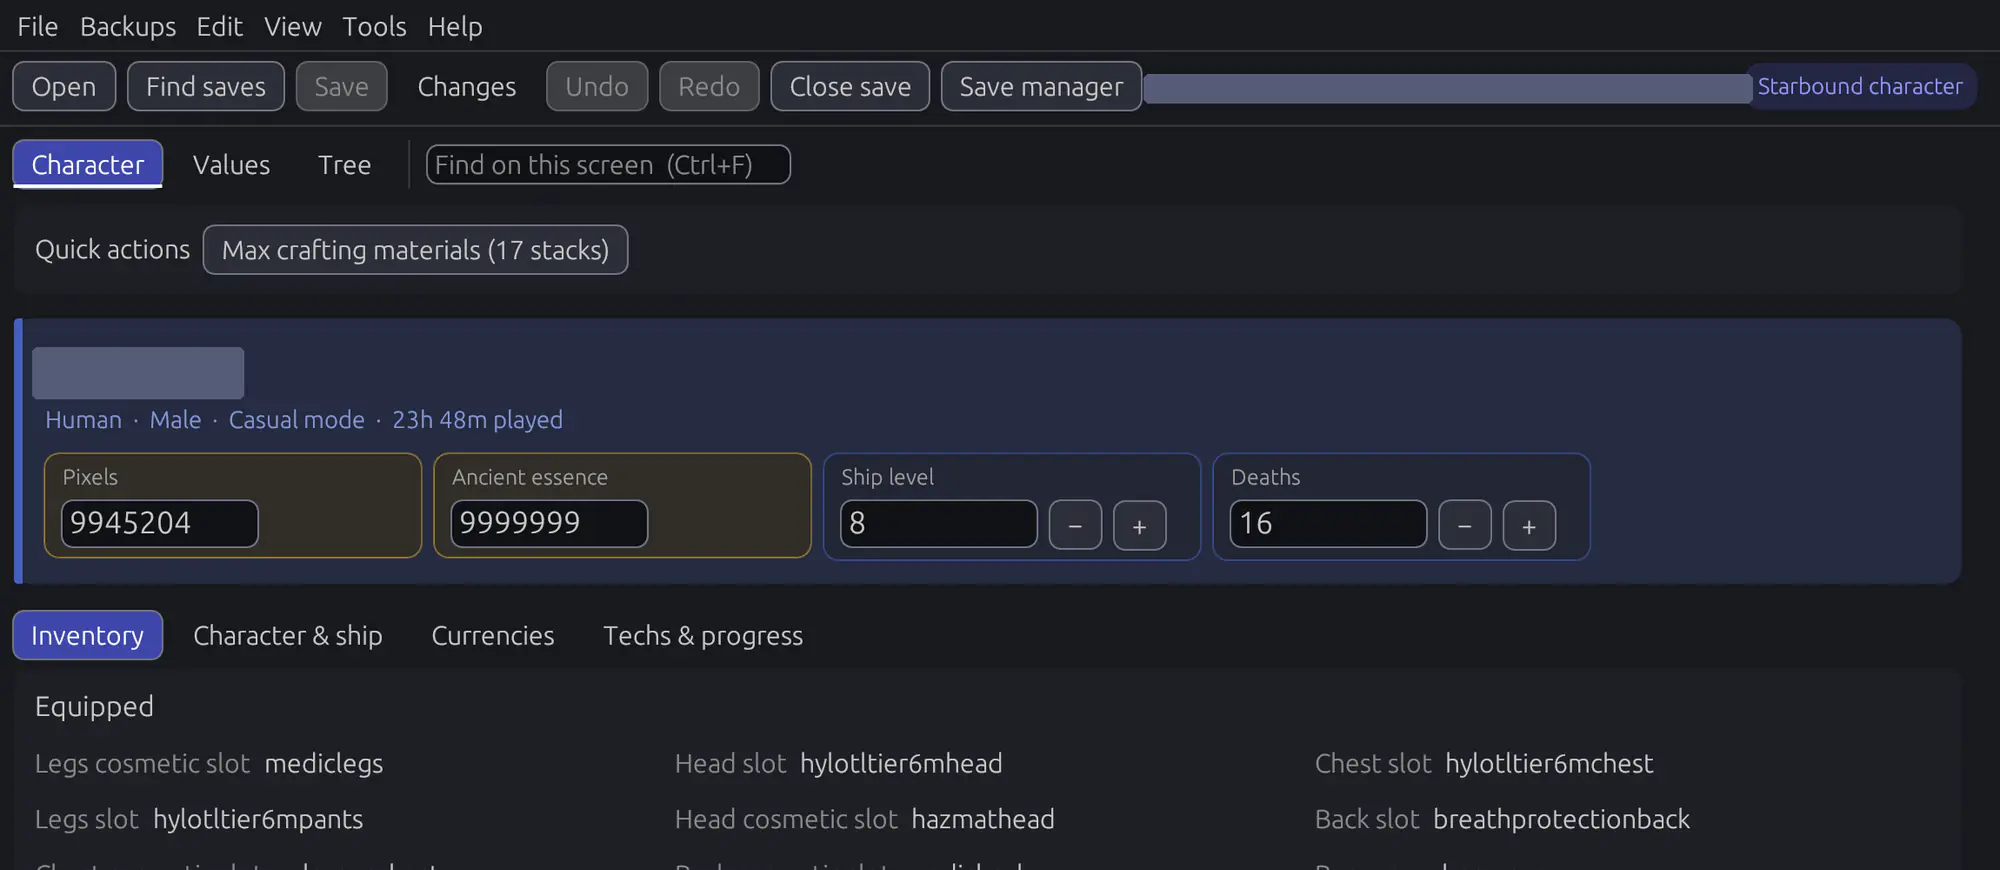 File Backups Edit View Tools Help
Open Find saves Save Changes Undo Redo Close save Save manager Starbound character
Character Values Tree Find on this screen (Ctrl+F)
Quick actions Max crafting materials (17 stacks)
Human · Male · Casual mode · 23h 48m played
Pixels Ancient essence Ship level Deaths
9945204 9999999 8 − + 16 − +
Inventory Character & ship Currencies Techs & progress
Equipped
Legs cosmetic slot mediclegs Head slot hylotltier6mhead Chest slot hylotltier6mchest
Legs slot hylotltier6mpants Head cosmetic slot hazmathead Back slot breathprotectionback